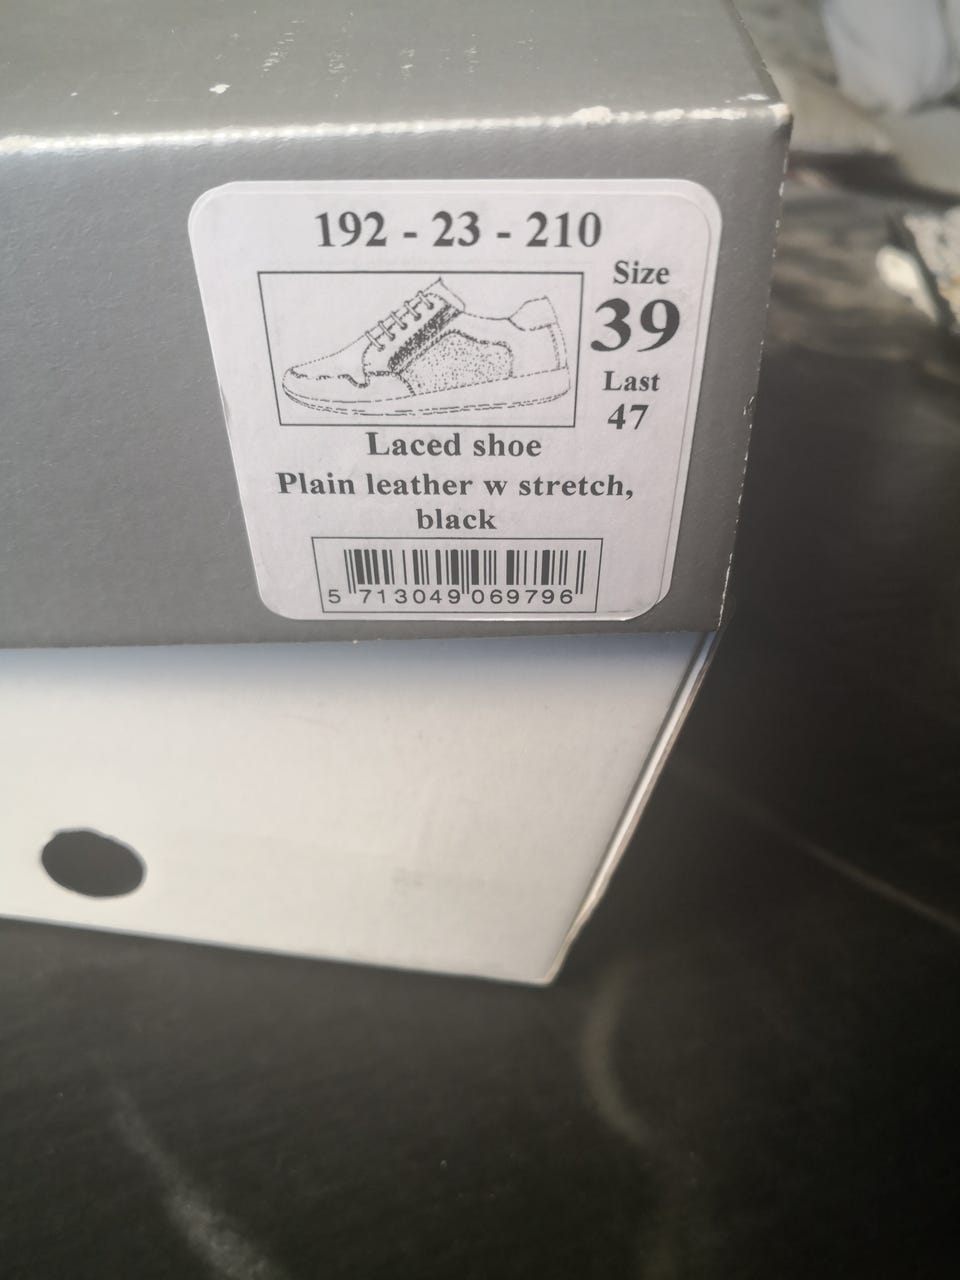 192 - 23 - 210
Size
39
Last
47
Laced shoe
Plain leather w stretch,
black
5 713049 069796